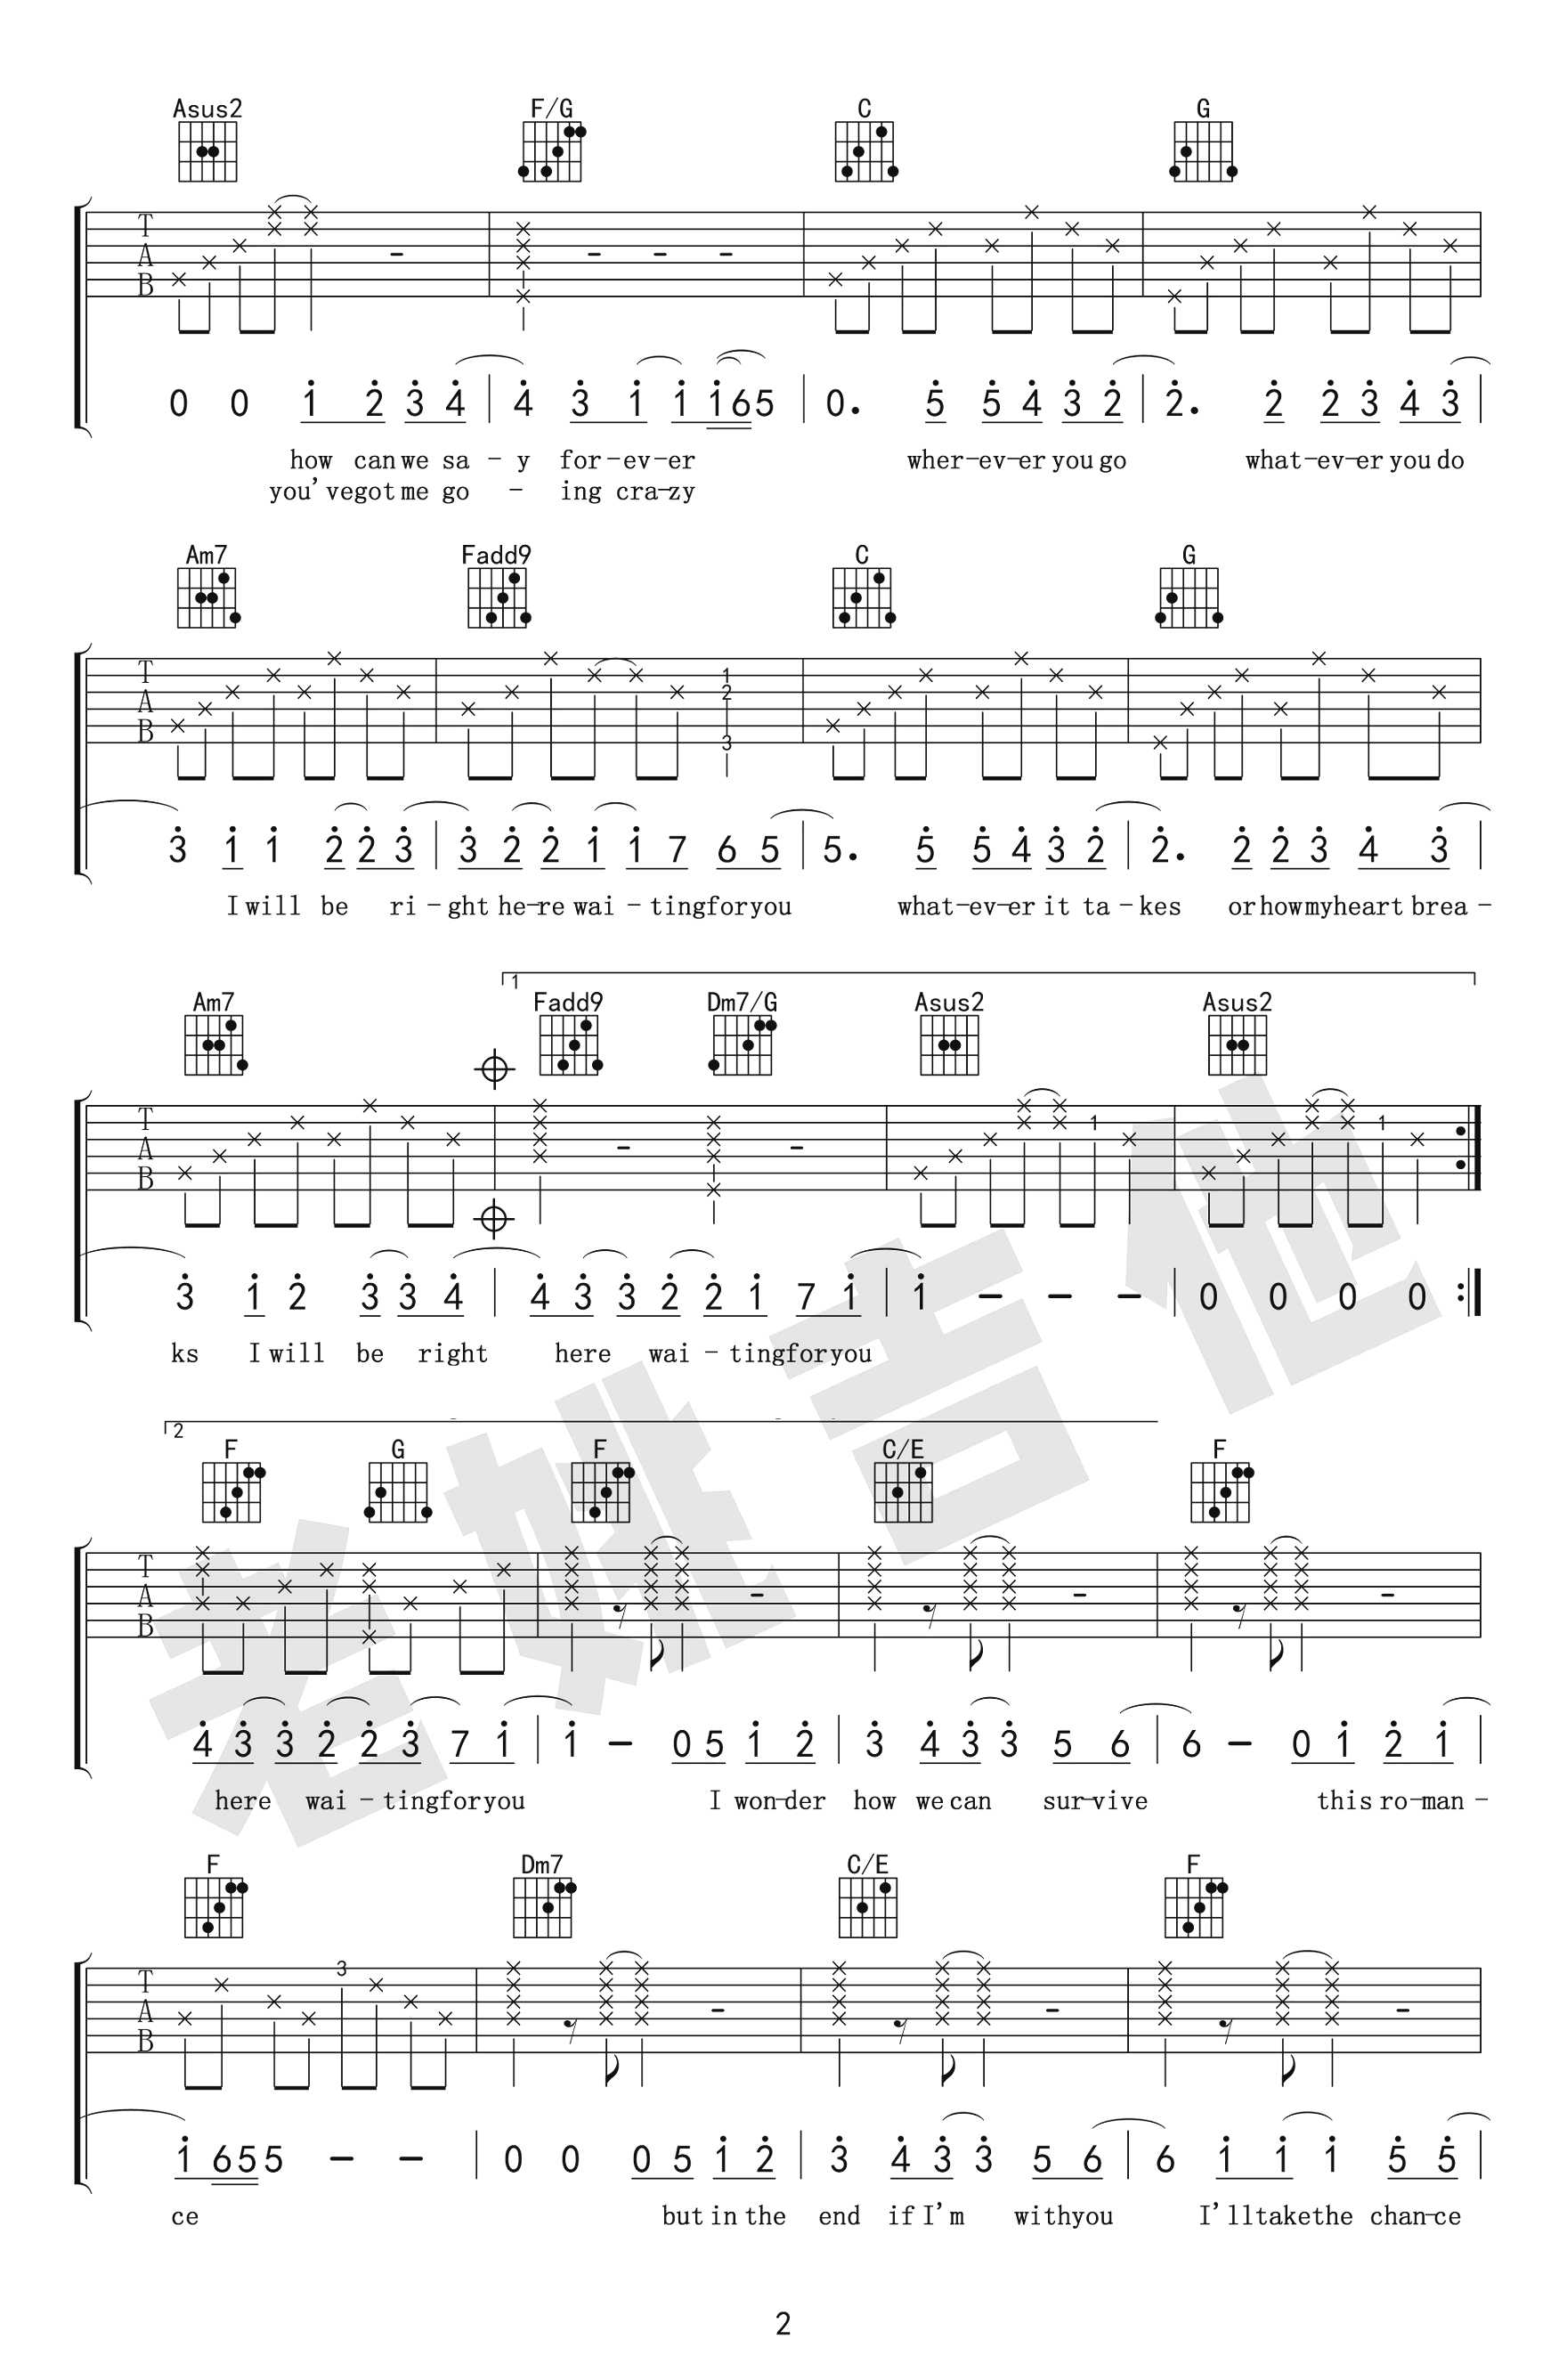 Asus2 F/G C G
T
A
B
0 0 1 2 3 4 | 4 3 1 1 1 6 5 | 0. 5 5 4 3 2 | 2. 2 2 3 4 3 |
how can we sa - y for-ev-er wher-ev-er you go what-ev-er you do
you've got me go - ing cra-zy
Am7 Fadd9 C G
T 1
A 2
B 3
3 1 1 2 2 3 | 3 2 2 1 1 7 6 5 | 5. 5 5 4 3 2 | 2. 2 2 3 4 3 |
I will be ri - ght he-re wai - ting for you what-ev-er it ta - kes or how my heart brea -
1
Am7 Fadd9 Dm7/G Asus2 Asus2
T 1 1
A
B
3 1 2 3 3 4 | 4 3 3 2 2 1 7 1 | 1 - - - | 0 0 0 0 :|
ks I will be right here wai - ting for you
2
F G F C/E F
T
A
B
4 3 3 2 2 3 7 1 | 1 - 0 5 1 2 | 3 4 3 3 5 6 | 6 - 0 1 2 1 |
here wai - ting for you I won-der how we can sur-vive this ro-man -
F Dm7 C/E F
3
T
A
B
1 6 5 5 - - | 0 0 0 5 1 2 | 3 4 3 3 5 6 | 6 1 1 1 5 5 |
ce but in the end if I'm with you I'll take the chan-ce
老姚吉他
2